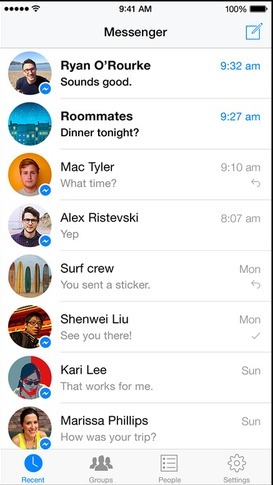 9:41 AM 100%
Messenger
Ryan O'Rourke 9:32 am
Sounds good.
Roommates 9:27 am
Dinner tonight?
Mac Tyler 9:10 am
What time?
Alex Ristevski 8:07 am
Yep
Surf crew Mon
You sent a sticker.
Shenwei Liu Mon
See you there!
Kari Lee Sun
That works for me.
Marissa Phillips Sun
How was your trip?
Recent Groups People Settings